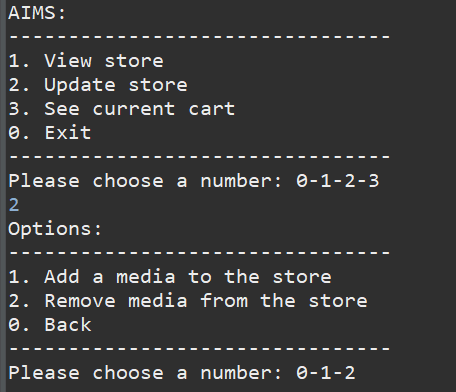 AIMS:
--------------------------------
1. View store
2. Update store
3. See current cart
0. Exit
--------------------------------
Please choose a number: 0-1-2-3
2
Options:
--------------------------------
1. Add a media to the store
2. Remove media from the store
0. Back
--------------------------------
Please choose a number: 0-1-2